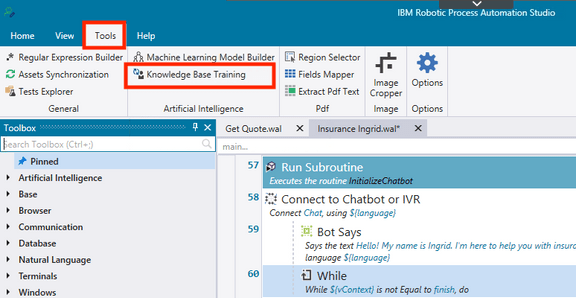 IBM Robotic Process Automation Studio
Home View Tools Help
Regular Expression Builder
Assets Synchronization
Tests Explorer
General
Machine Learning Model Builder
Knowledge Base Training
Artificial Intelligence
Region Selector
Fields Mapper
Extract Pdf Text
Pdf
Image
Cropper
Image
Options
Options
Toolbox
Search Toolbox (Ctrl+;)
Pinned
Artificial Intelligence
Base
Browser
Communication
Database
Natural Language
Terminals
Windows
Get Quote.wal Insurance Ingrid.wal*
main...
57 Run Subroutine
Executes the routine InitializeChatbot
58 Connect to Chatbot or IVR
Connect Chat, using ${language}
59 Bot Says
Says the text Hello! My name is Ingrid. I'm here to help you with
language ${language}
60 While
While ${vContext} is not Equal to finish, do